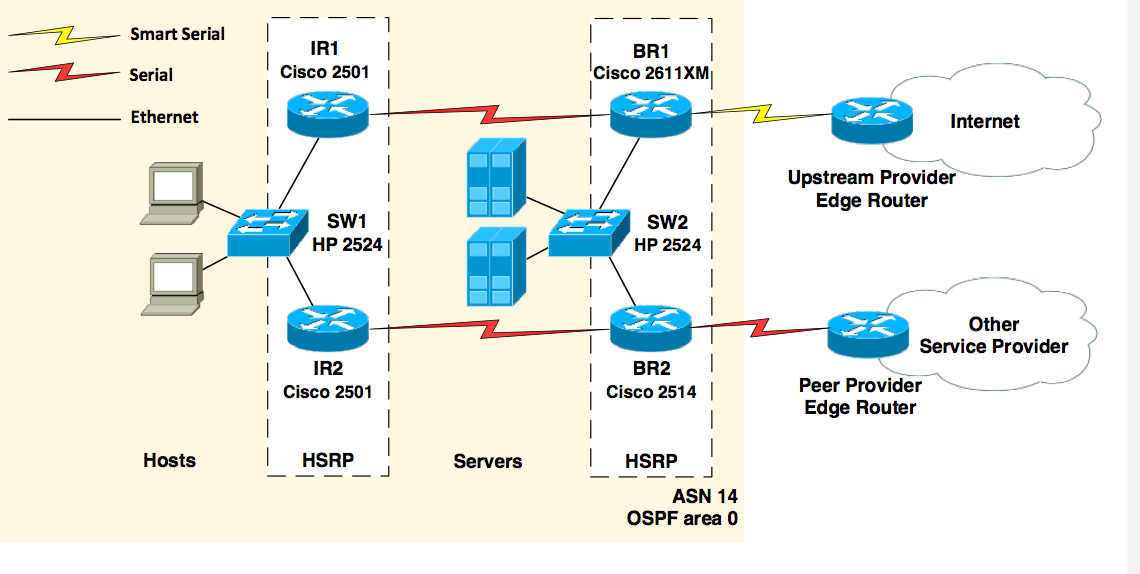 Smart Serial
Serial
Ethernet
IR1
Cisco 2501
BR1
Cisco 2611XM
Internet
Upstream Provider
Edge Router
SW1
HP 2524
SW2
HP 2524
IR2
Cisco 2501
BR2
Cisco 2514
Other
Service Provider
Peer Provider
Edge Router
Hosts
HSRP
Servers
HSRP
ASN 14
OSPF area 0